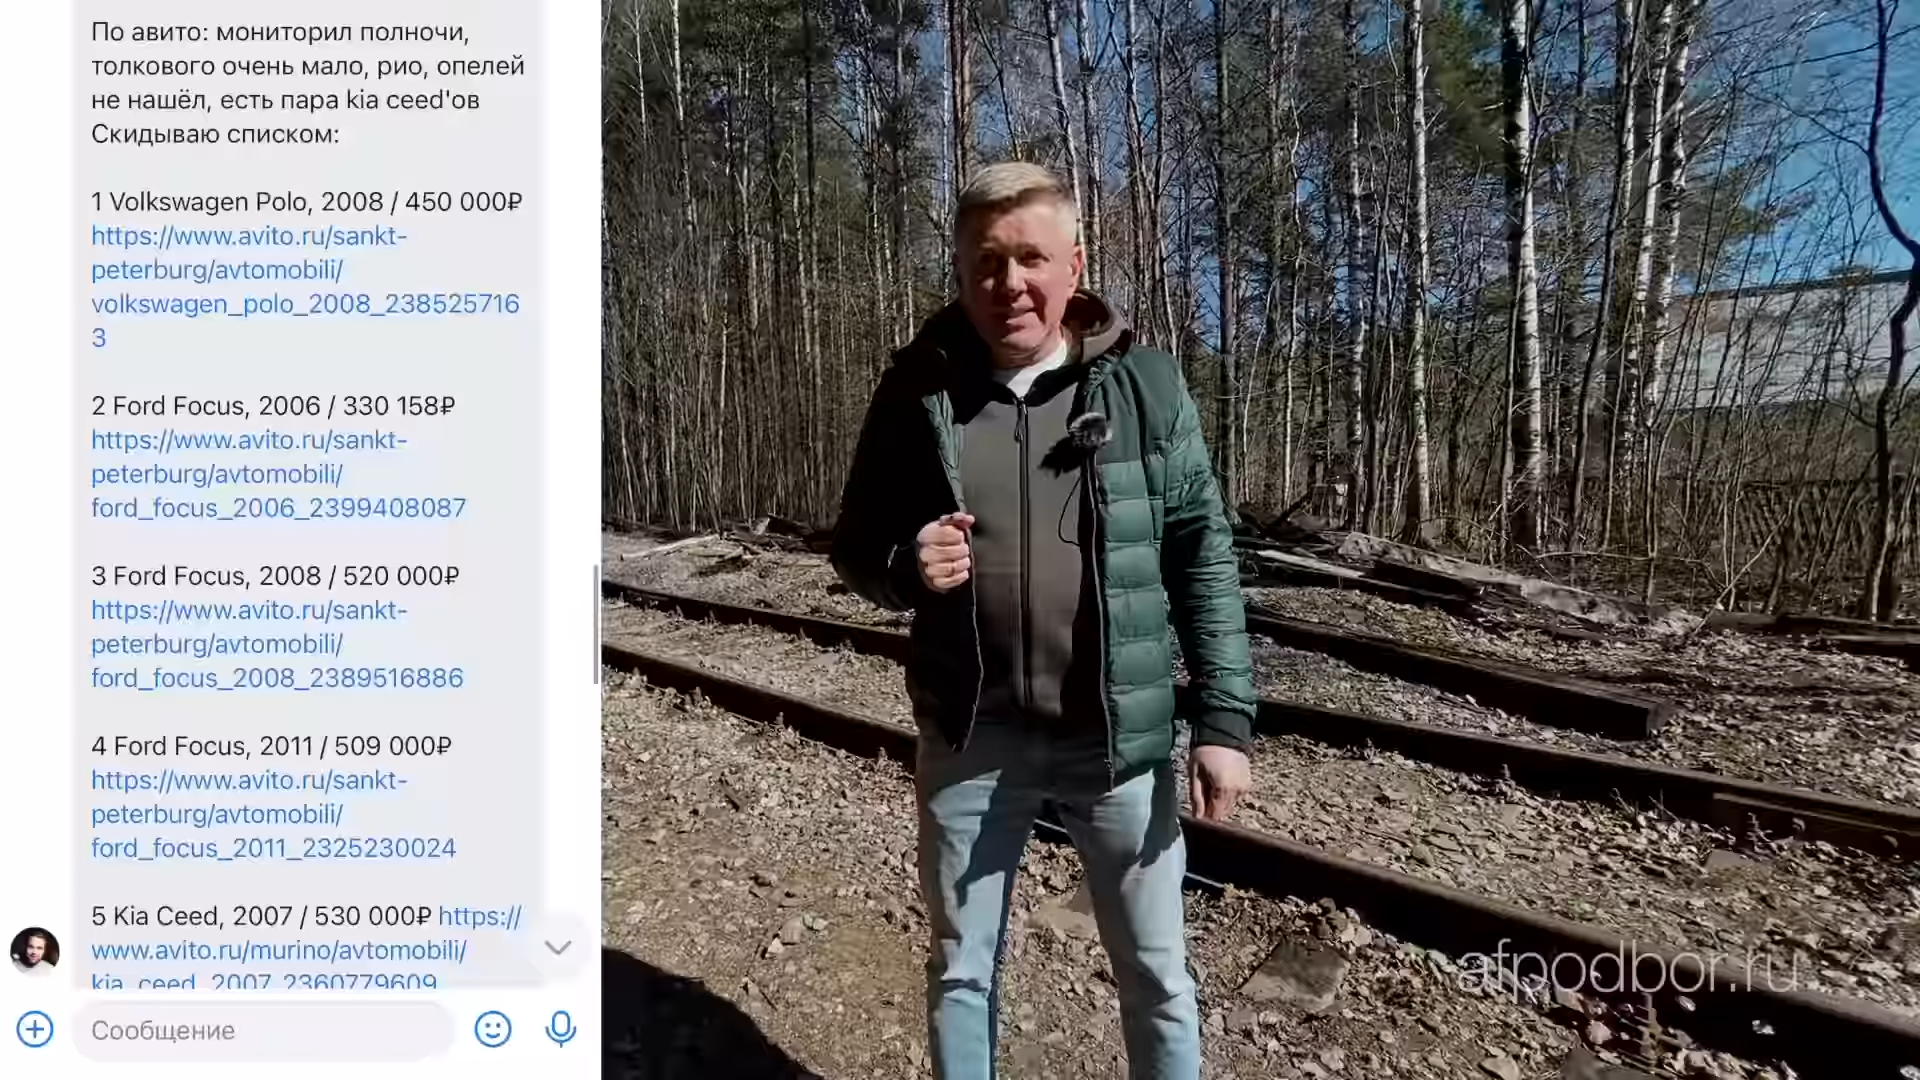 По авито: мониторил полночи,
толкового очень мало, рио, опелей
не нашёл, есть пара kia ceed'ов
Скидываю списком:
1 Volkswagen Polo, 2008 / 450 000₽
https://www.avito.ru/sankt-
peterburg/avtomobili/
volkswagen_polo_2008_238525716
3
2 Ford Focus, 2006 / 330 158₽
https://www.avito.ru/sankt-
peterburg/avtomobili/
ford_focus_2006_2399408087
3 Ford Focus, 2008 / 520 000₽
https://www.avito.ru/sankt-
peterburg/avtomobili/
ford_focus_2008_2389516886
4 Ford Focus, 2011 / 509 000₽
https://www.avito.ru/sankt-
peterburg/avtomobili/
ford_focus_2011_2325230024
5 Kia Ceed, 2007 / 530 000₽ https://
www.avito.ru/murino/avtomobili/
kia_ceed_2007_2360779609
Сообщение
afpodbor.ru